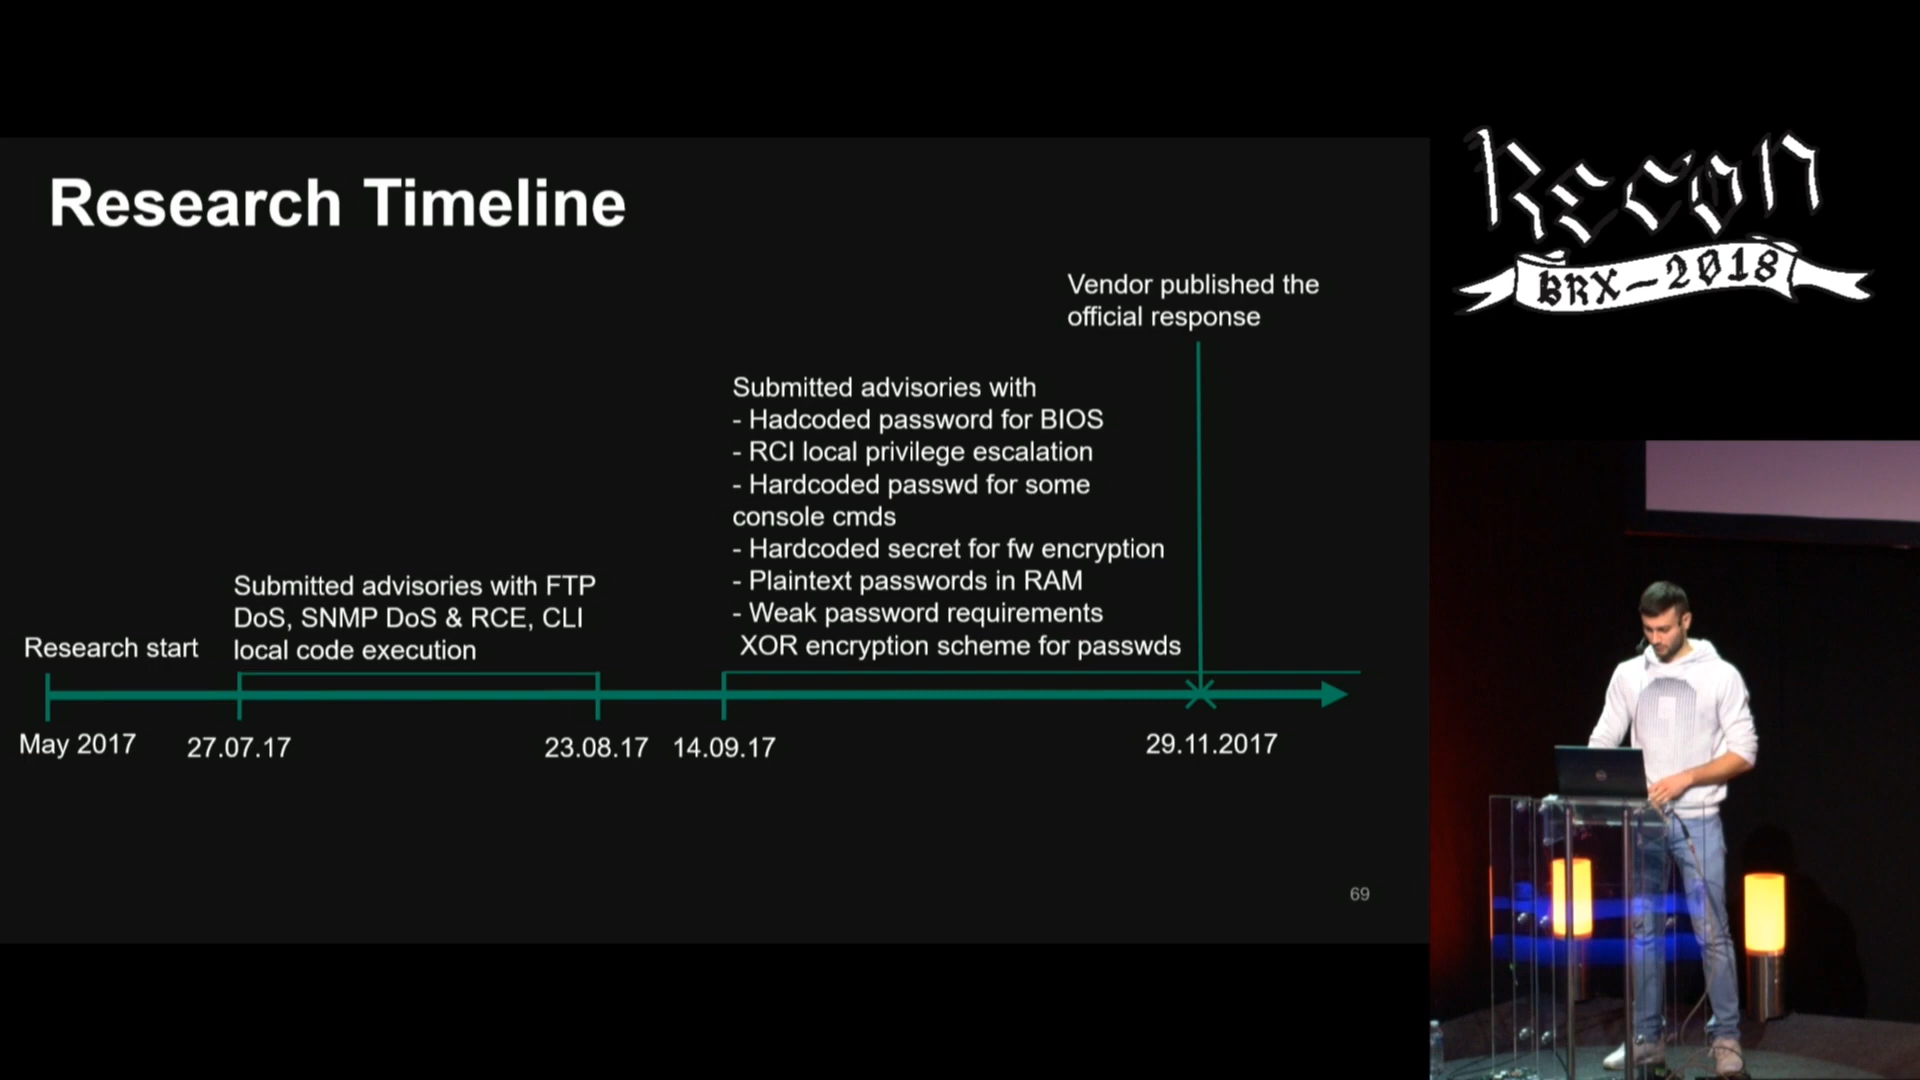 Research Timeline
Recon
BRX-2018
Vendor published the
official response
Submitted advisories with
- Hadcoded password for BIOS
- RCI local privilege escalation
- Hardcoded passwd for some
console cmds
- Hardcoded secret for fw encryption
- Plaintext passwords in RAM
- Weak password requirements
XOR encryption scheme for passwds
Submitted advisories with FTP
DoS, SNMP DoS & RCE, CLI
local code execution
Research start
May 2017
27.07.17
23.08.17
14.09.17
29.11.2017
69